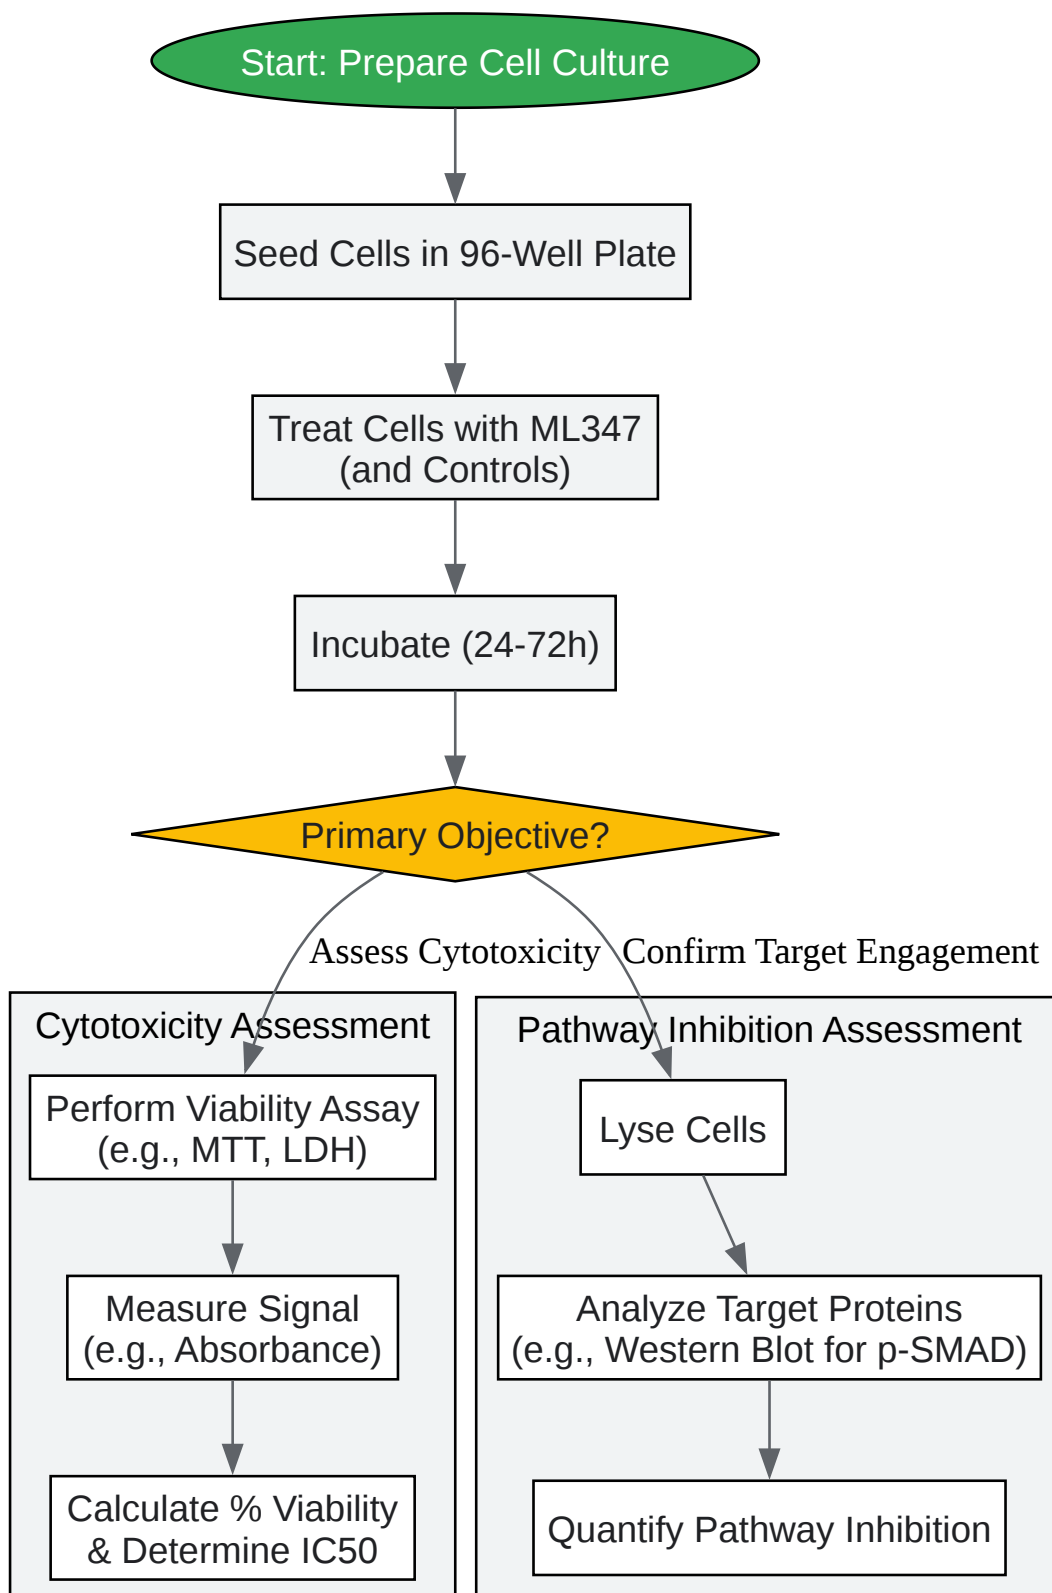 Start: Prepare Cell Culture
Seed Cells in 96-Well Plate
Treat Cells with ML347
(and Controls)
Incubate (24-72h)
Primary Objective?
Assess Cytotoxicity
Confirm Target Engagement
Cytotoxicity Assessment
Perform Viability Assay
(e.g., MTT, LDH)
Measure Signal
(e.g., Absorbance)
Calculate % Viability
& Determine IC50
Pathway Inhibition Assessment
Lyse Cells
Analyze Target Proteins
(e.g., Western Blot for p-SMAD)
Quantify Pathway Inhibition